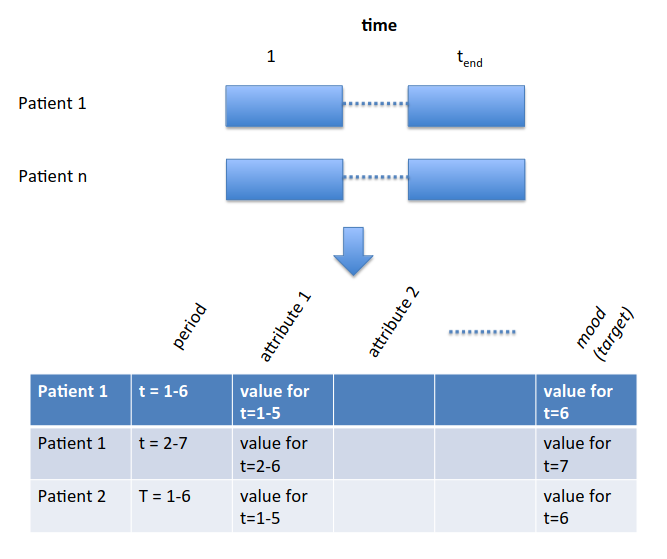 time
1
t_end
Patient 1
Patient n
period
attribute 1
attribute 2
mood
(target)
Patient 1
t = 1-6
value for
t=1-5
value for
t=6
Patient 1
t = 2-7
value for
t=2-6
value for
t=7
Patient 2
T = 1-6
value for
t=1-5
value for
t=6